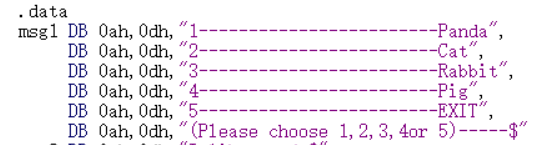 .data
msg1 DB 0ah,0dh,"1------------------------Panda",
DB 0ah,0dh,"2------------------------Cat",
DB 0ah,0dh,"3------------------------Rabbit",
DB 0ah,0dh,"4------------------------Pig",
DB 0ah,0dh,"5------------------------EXIT",
DB 0ah,0dh,"(Please choose 1,2,3,4or 5)-----$"